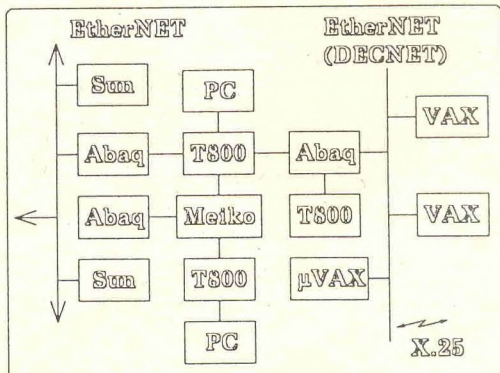 EtherNET
EtherNET
(DECNET)
Sun
PC
VAX
Abaq
T800
Abaq
Abaq
Meiko
T800
VAX
Sun
T800
μVAX
PC
X.25